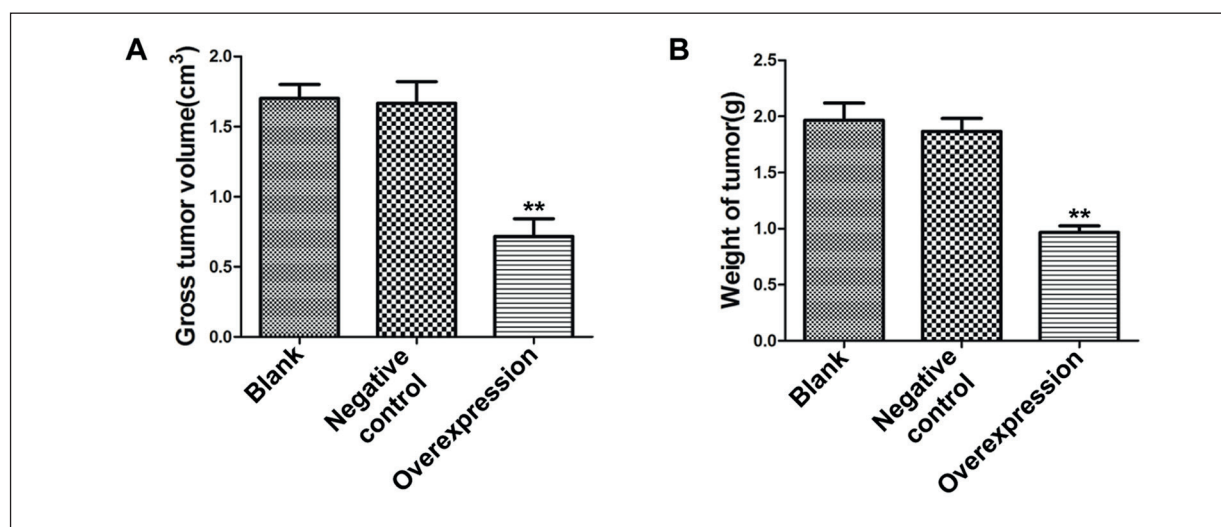 A
Gross tumor volume(cm³)
2.0
1.5
1.0
0.5
0.0
**
Blank
Negative
control
Overexpression
B
Weight of tumor(g)
2.5
2.0
1.5
1.0
0.5
0.0
**
Blank
Negative
control
Overexpression